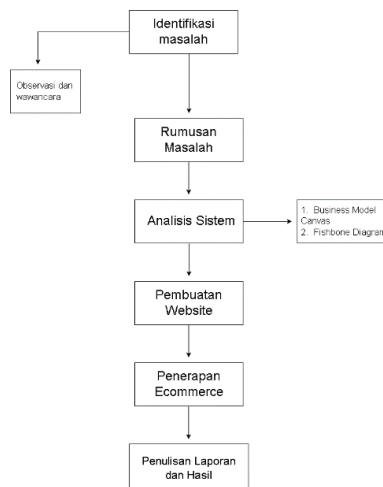 Identifikasi
masalah
Observasi dan
wawancara
Rumusan
Masalah
Analisis Sistem
1. Business Model
Canvas
2. Fishbone Diagram
Pembuatan
Website
Penerapan
Ecommerce
Penulisan Laporan
dan Hasil